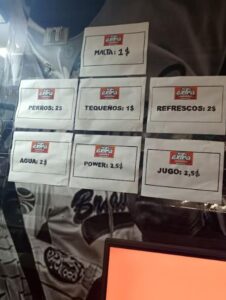 MALTA: 1$
PERROS: 2$
TEQUEÑOS: 1$
REFRESCOS: 2$
AGUA: 2$
POWER: 2,5$
JUGO: 2,5$